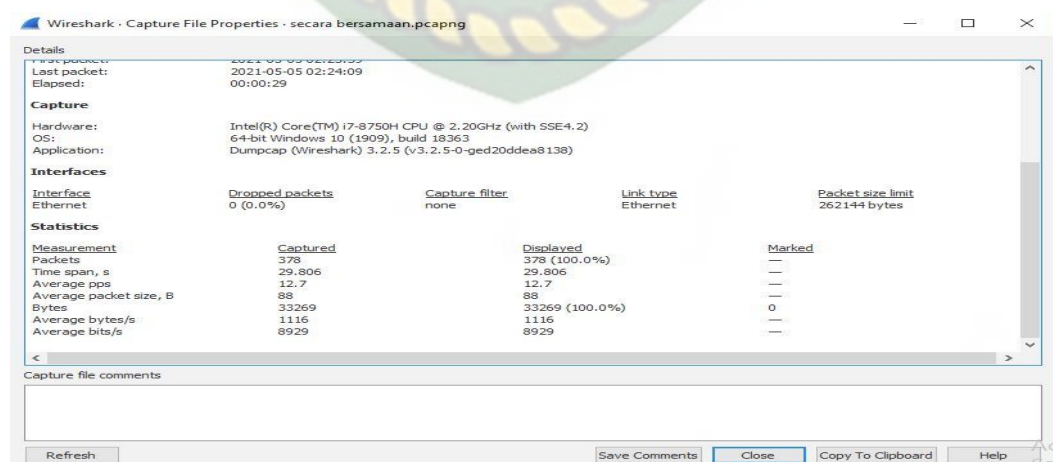 Wireshark · Capture File Properties · secara bersamaan.pcapng
Details
Last packet: 2021-05-05 02:24:09
Elapsed: 00:00:29
Capture
Hardware: Intel(R) Core(TM) i7-8750H CPU @ 2.20GHz (with SSE4.2)
OS: 64-bit Windows 10 (1909), build 18363
Application: Dumpcap (Wireshark) 3.2.5 (v3.2.5-0-ged20ddea8138)
Interfaces
Interface Dropped packets Capture filter Link type Packet size limit
Ethernet 0 (0.0%) none Ethernet 262144 bytes
Statistics
Measurement Captured Displayed Marked
Packets 378 378 (100.0%) —
Time span, s 29.806 29.806 —
Average pps 12.7 12.7 —
Average packet size, B 88 88 —
Bytes 33269 33269 (100.0%) 0
Average bytes/s 1116 1116 —
Average bits/s 8929 8929 —
Capture file comments
Refresh Save Comments Close Copy To Clipboard Help